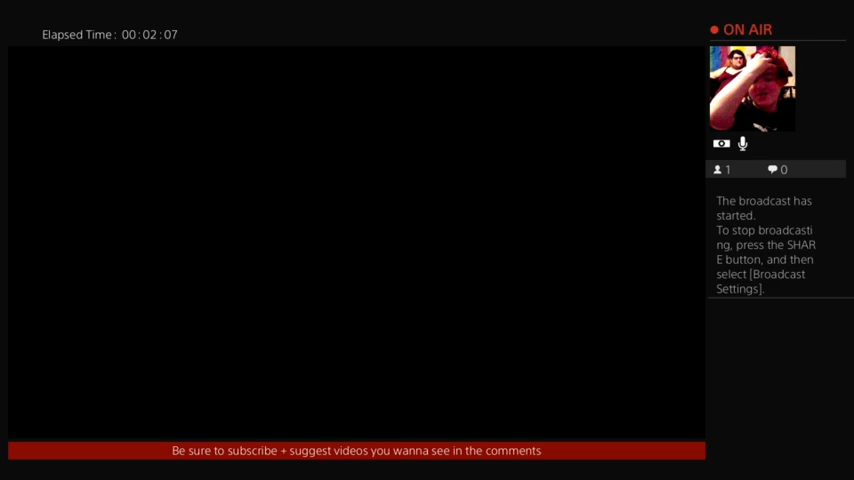 Elapsed Time: 00:02:07
ON AIR
1 0
The broadcast has
started.
To stop broadcasti
ng, press the SHAR
E button, and then
select [Broadcast
Settings].
Be sure to subscribe + suggest videos you wanna see in the comments